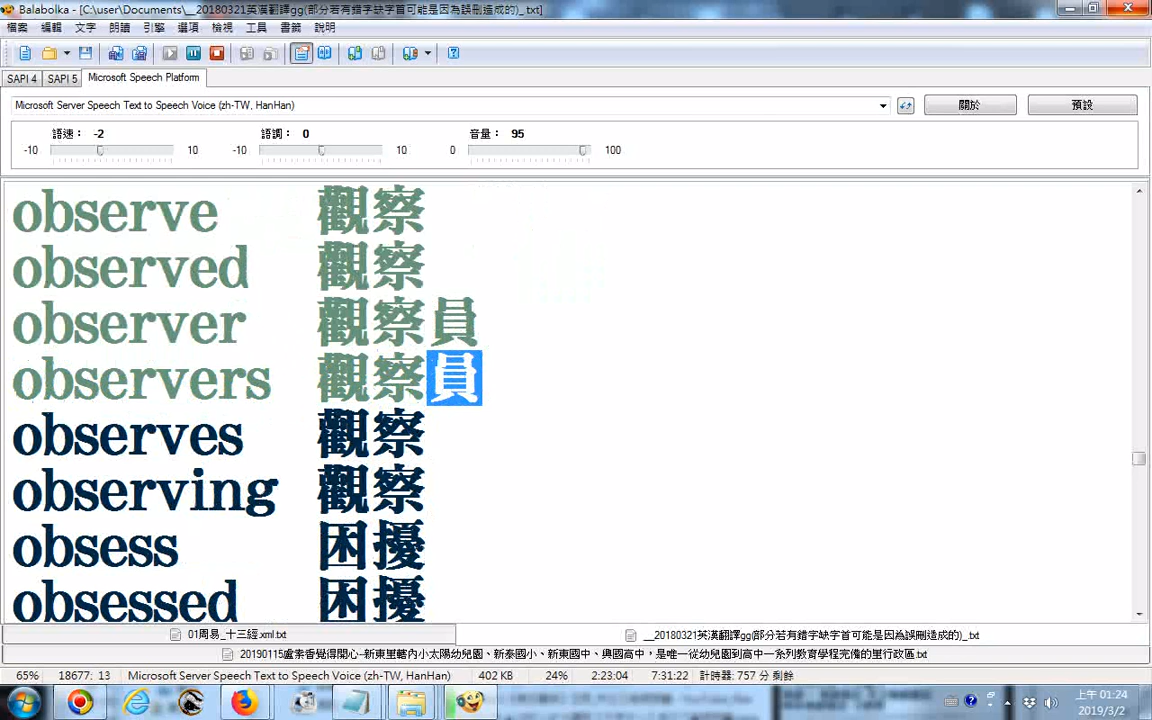 Balabolka - [C:\user\Documents\__20180321英漢翻譯gg(部分若有錯字缺字首可能是因為誤刪造成的)_.txt]
檔案 編輯 文字 朗讀 引擎 選項 檢視 工具 書籤 說明
SAPI 4 SAPI 5 Microsoft Speech Platform
Microsoft Server Speech Text to Speech Voice (zh-TW, HanHan) 關於 預設
語速： -2 語調： 0 音量： 95
-10 10 -10 10 0 100
observe 觀察
observed 觀察
observer 觀察員
observers 觀察員
observes 觀察
observing 觀察
obsess 困擾
obsessed 困擾
01周易_十三經.xml.txt __20180321英漢翻譯gg(部分若有錯字缺字首可能是因為誤刪造成的)_.txt
20190115盧素香覺得開心~新東里轄內小太陽幼兒園、新泰國小、新東國中、興國高中，是唯一從幼兒園到高中一系列教育學程完備的里行政區.txt
65% 18677: 13 Microsoft Server Speech Text to Speech Voice (zh-TW, HanHan) 402 KB 24% 2:23:04 7:31:22 計時器: 757 分 剩餘
上午 01:24
2019/3/2